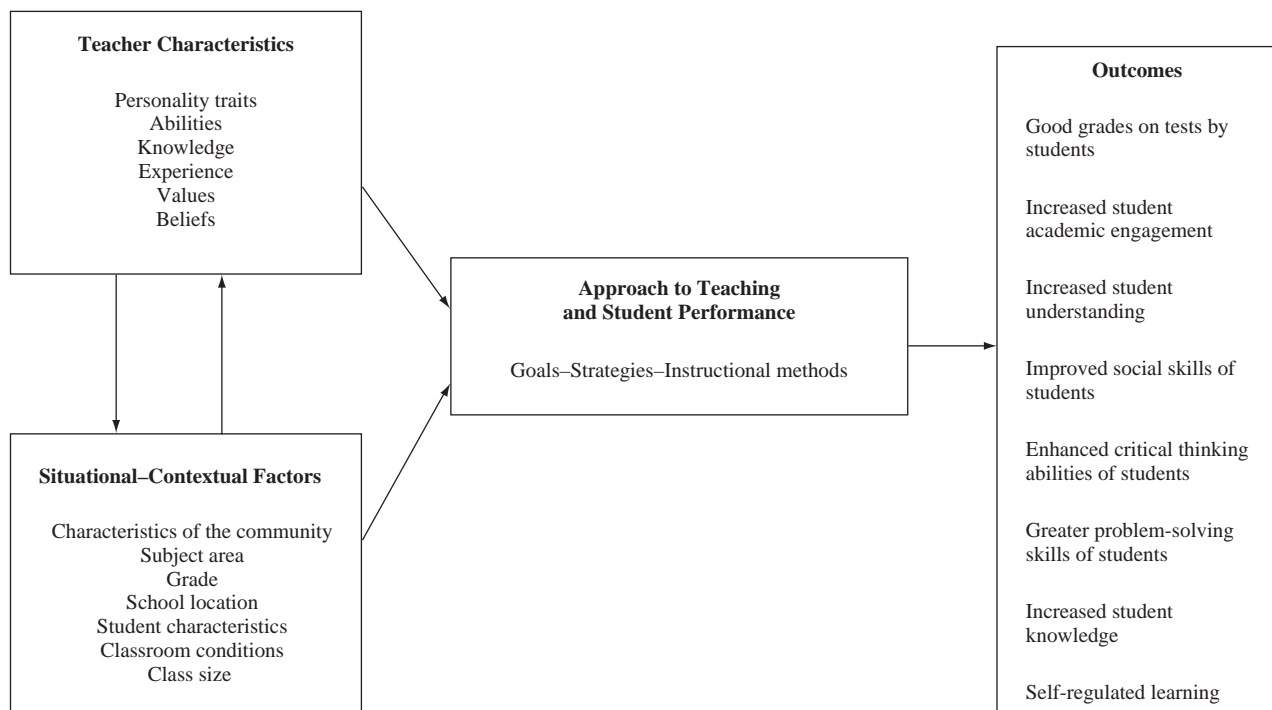 Teacher Characteristics
Personality traits
Abilities
Knowledge
Experience
Values
Beliefs
Situational–Contextual Factors
Characteristics of the community
Subject area
Grade
School location
Student characteristics
Classroom conditions
Class size
Approach to Teaching
and Student Performance
Goals–Strategies–Instructional methods
Outcomes
Good grades on tests by
students
Increased student
academic engagement
Increased student
understanding
Improved social skills of
students
Enhanced critical thinking
abilities of students
Greater problem-solving
skills of students
Increased student
knowledge
Self-regulated learning